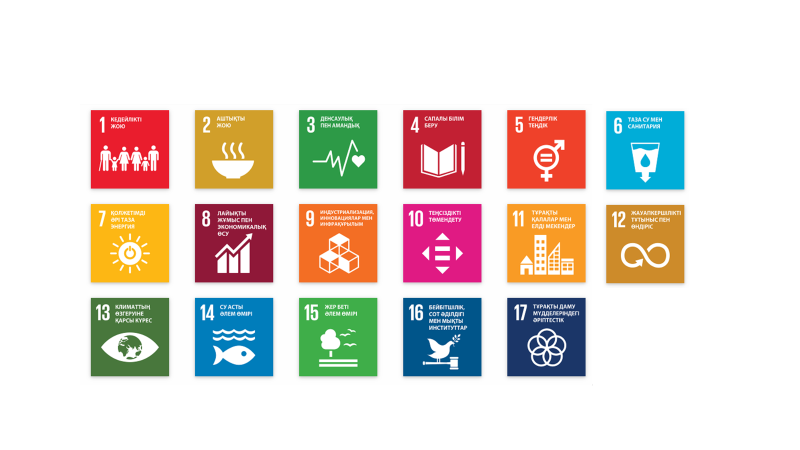 1 КЕДЕЙЛІКТІ
ЖОЮ
2 АШТЫҚТЫ
ЖОЮ
3 ДЕНСАУЛЫҚ
ПЕН АМАНДЫҚ
4 САПАЛЫ БІЛІМ
БЕРУ
5 ГЕНДЕРЛІК
ТЕҢДІК
6 ТАЗА СУ МЕН
САНИТАРИЯ
7 ҚОЛЖЕТІМДІ
ӘРІ ТАЗА
ЭНЕРГИЯ
8 ЛАЙЫҚТЫ
ЖҰМЫС ПЕН
ЭКОНОМИКАЛЫҚ
ӨСУ
9 ИНДУСТРИАЛИЗАЦИЯ,
ИННОВАЦИЯЛАР МЕН
ИНФРАҚҰРЫЛЫМ
10 ТЕҢСІЗДІКТІ
ТӨМЕНДЕТУ
11 ТҰРАҚТЫ
ҚАЛАЛАР МЕН
ЕЛДІ МЕКЕНДЕР
12 ЖАУАПКЕРШІЛІКТІ
ТҰТЫНУ ПЕН
ӨНДІРІС
13 КЛИМАТТЫҢ
ӨЗГЕРУІНЕ
ҚАРСЫ КҮРЕС
14 СУ АСТЫ
ӘЛЕМ ӨМІРІ
15 ЖЕР БЕТІ
ӘЛЕМ ӨМІРІ
16 БЕЙБІТШІЛІК,
СОТ ӘДІЛДІГІ
МЕН МЫҚТЫ
ИНСТИТУТТАР
17 ТҰРАҚТЫ ДАМУ
МҮДДЕЛЕРІНДЕГІ
ӘРІПТЕСТІК